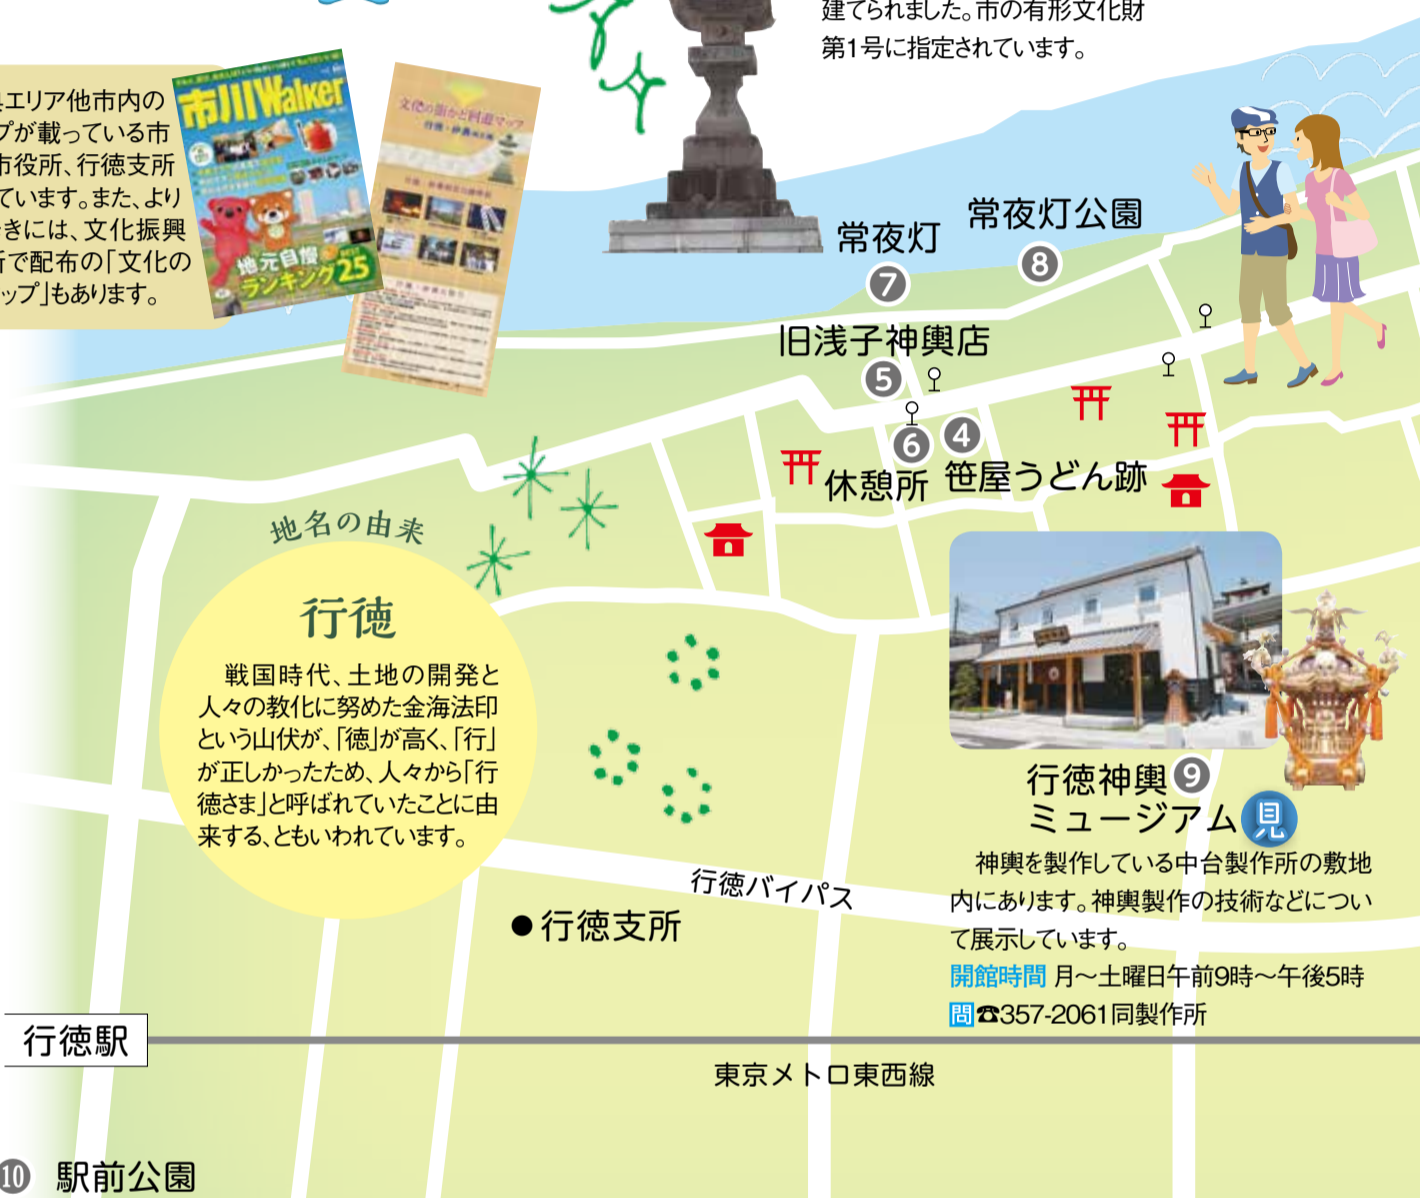 建てられました。市の有形文化財
第1号に指定されています。
エリア他市内の
プが載っている市
市役所、行徳支所
ています。また、より
きには、文化振興
所で配布の「文化の
ップ」もあります。
市川Walker
地元自慢
ランキング25
文化の街かど回遊マップ
常夜灯
7
常夜灯公園
8
旧浅子神輿店
5
6
休憩所
4
笹屋うどん跡
地名の由来
行徳
戦国時代、土地の開発と
人々の教化に努めた金海法印
という山伏が、「徳」が高く、「行」
が正しかったため、人々から「行
徳さま」と呼ばれていたことに由
来する、ともいわれています。
行徳神輿 9
ミュージアム 見
神輿を製作している中台製作所の敷地
内にあります。神輿製作の技術などについ
て展示しています。
開館時間 月～土曜日午前9時～午後5時
問☎357-2061同製作所
行徳バイパス
●行徳支所
行徳駅
東京メトロ東西線
10 駅前公園